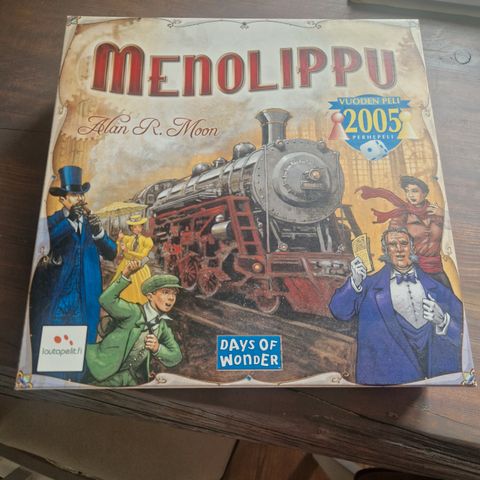 MENOLIPPU
Alan R. Moon
VUODEN PELI
2005
PERHEPELI
DAYS OF
WONDER
lautapelit.fi